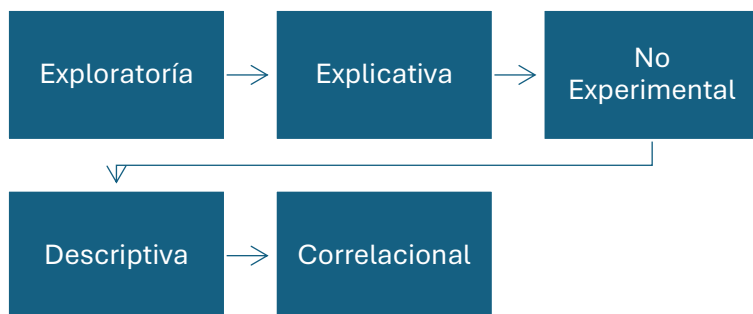 Exploratoría
Explicativa
No
Experimental
Descriptiva
Correlacional